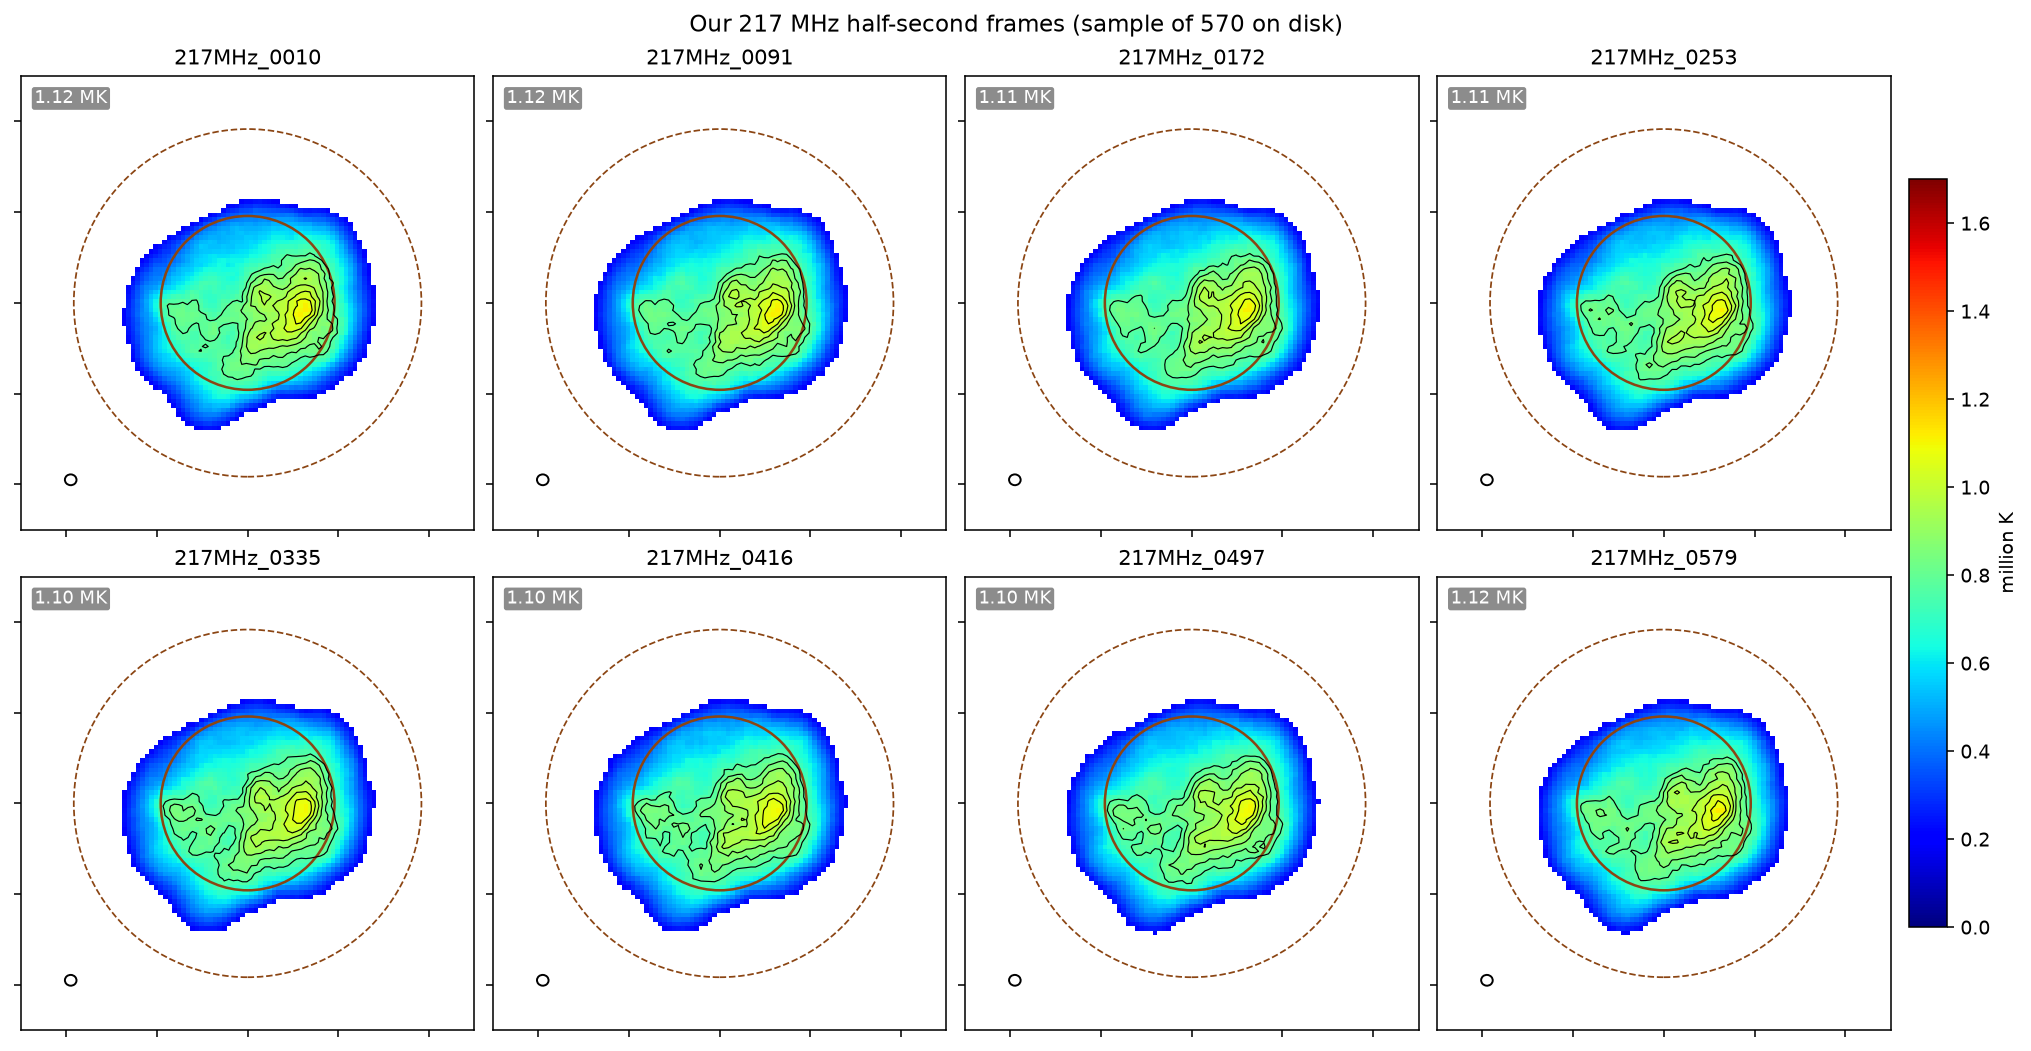 Our 217 MHz half-second frames (sample of 570 on disk)
217MHz_0010
217MHz_0091
217MHz_0172
217MHz_0253
1.12 MK
1.12 MK
1.11 MK
1.11 MK
217MHz_0335
217MHz_0416
217MHz_0497
217MHz_0579
1.10 MK
1.10 MK
1.10 MK
1.12 MK
1.6
1.4
1.2
1.0
0.8
0.6
0.4
0.2
0.0
million K